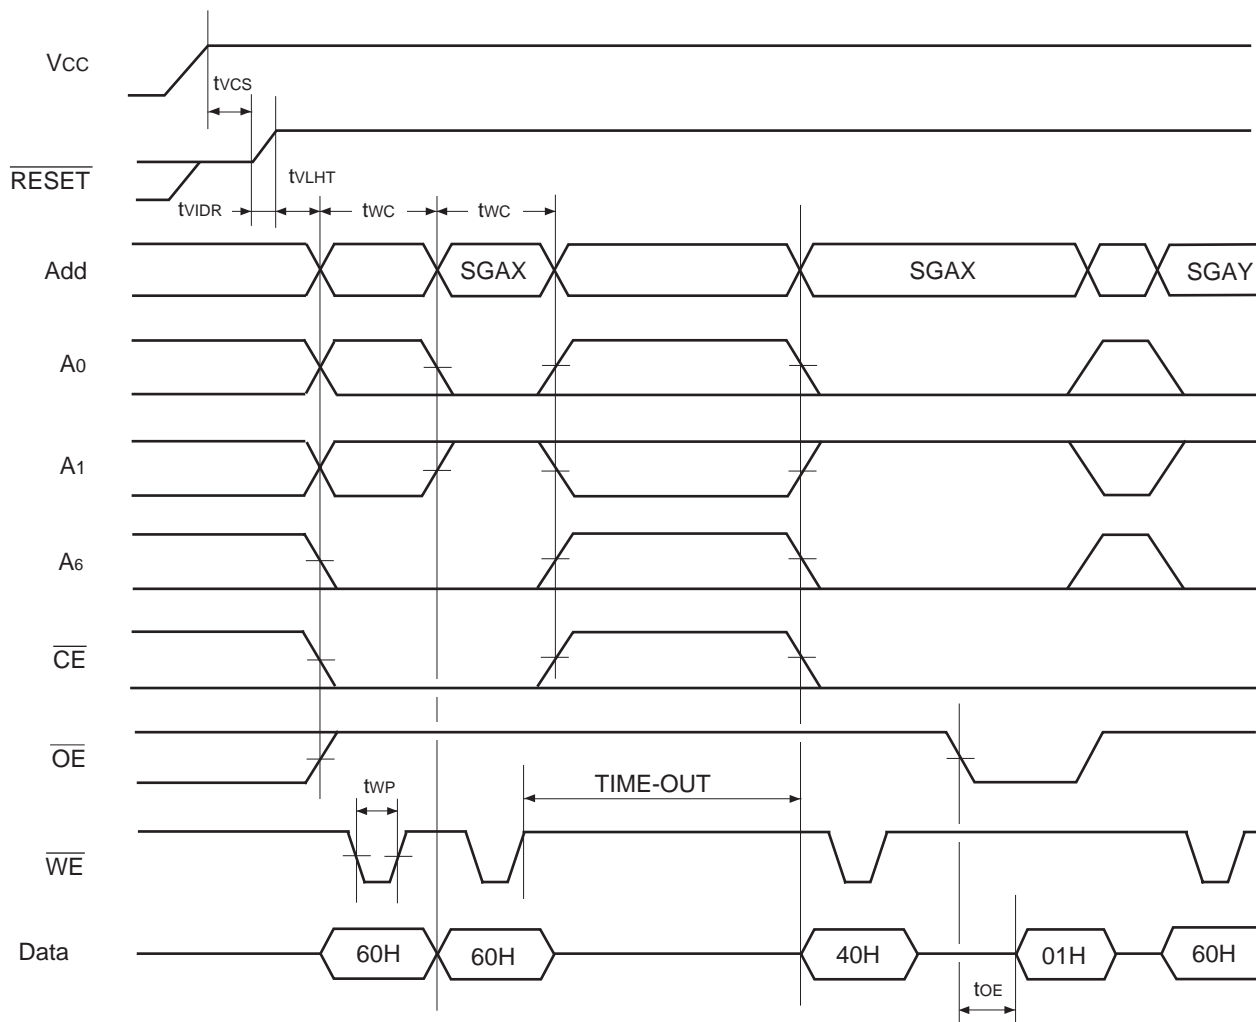 VCC
tVCS
RESET
tVLHT
tVIDR
tWC
tWC
Add
SGAX
SGAX
SGAY
A0
A1
A6
CE
OE
tWP
TIME-OUT
WE
Data
60H
60H
40H
01H
60H
tOE